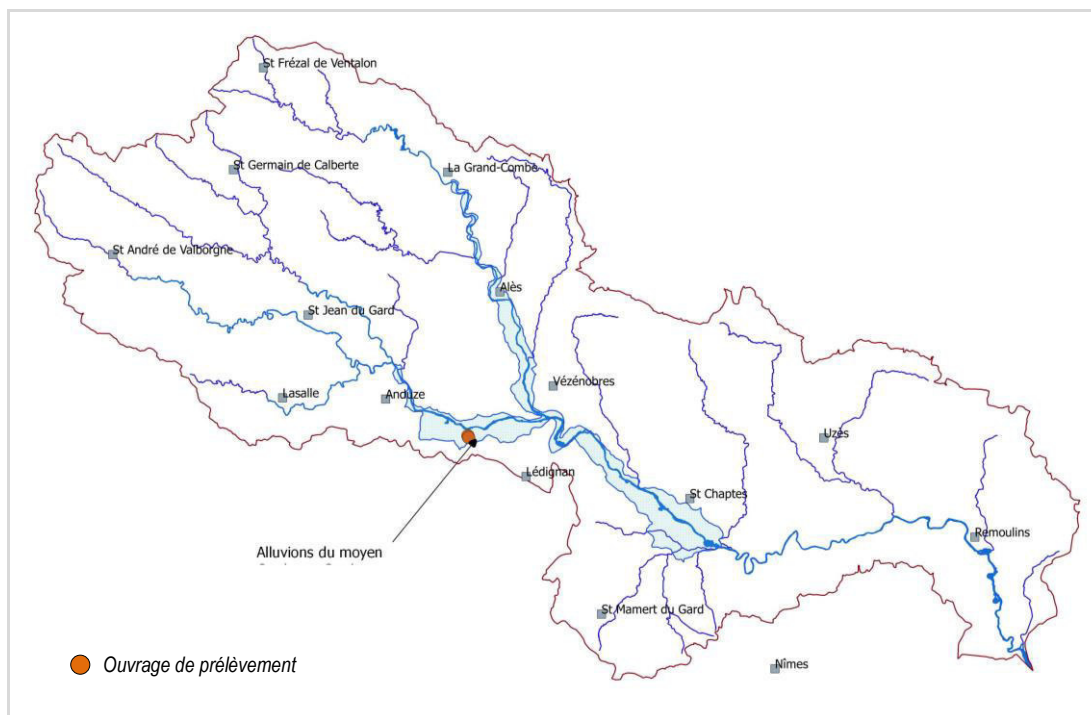 St Frézal de Ventalon
St Germain de Calberte
La Grand-Combe
St André de Valborgne
Alès
St Jean du Gard
Vézénobres
Lasalle
Anduze
Uzès
Lédignan
St Chaptes
Remoulins
Alluvions du moyen
St Mamert du Gard
Nîmes
Ouvrage de prélèvement